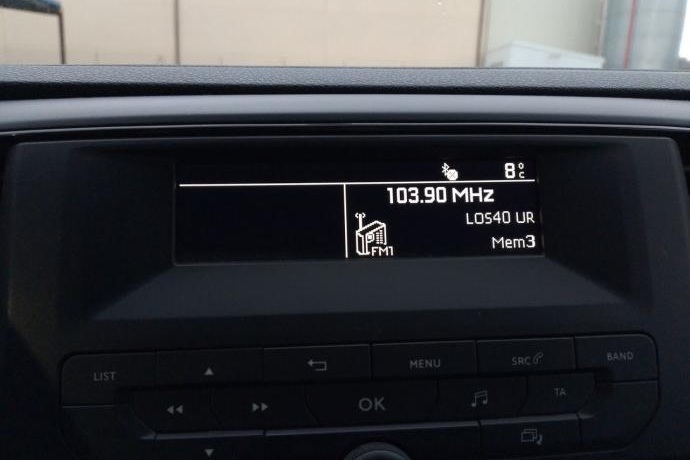 8°C
103.90 MHz
LOS40 UR
FM1
Mem3
LIST
MENU
SRC
BAND
OK
TA